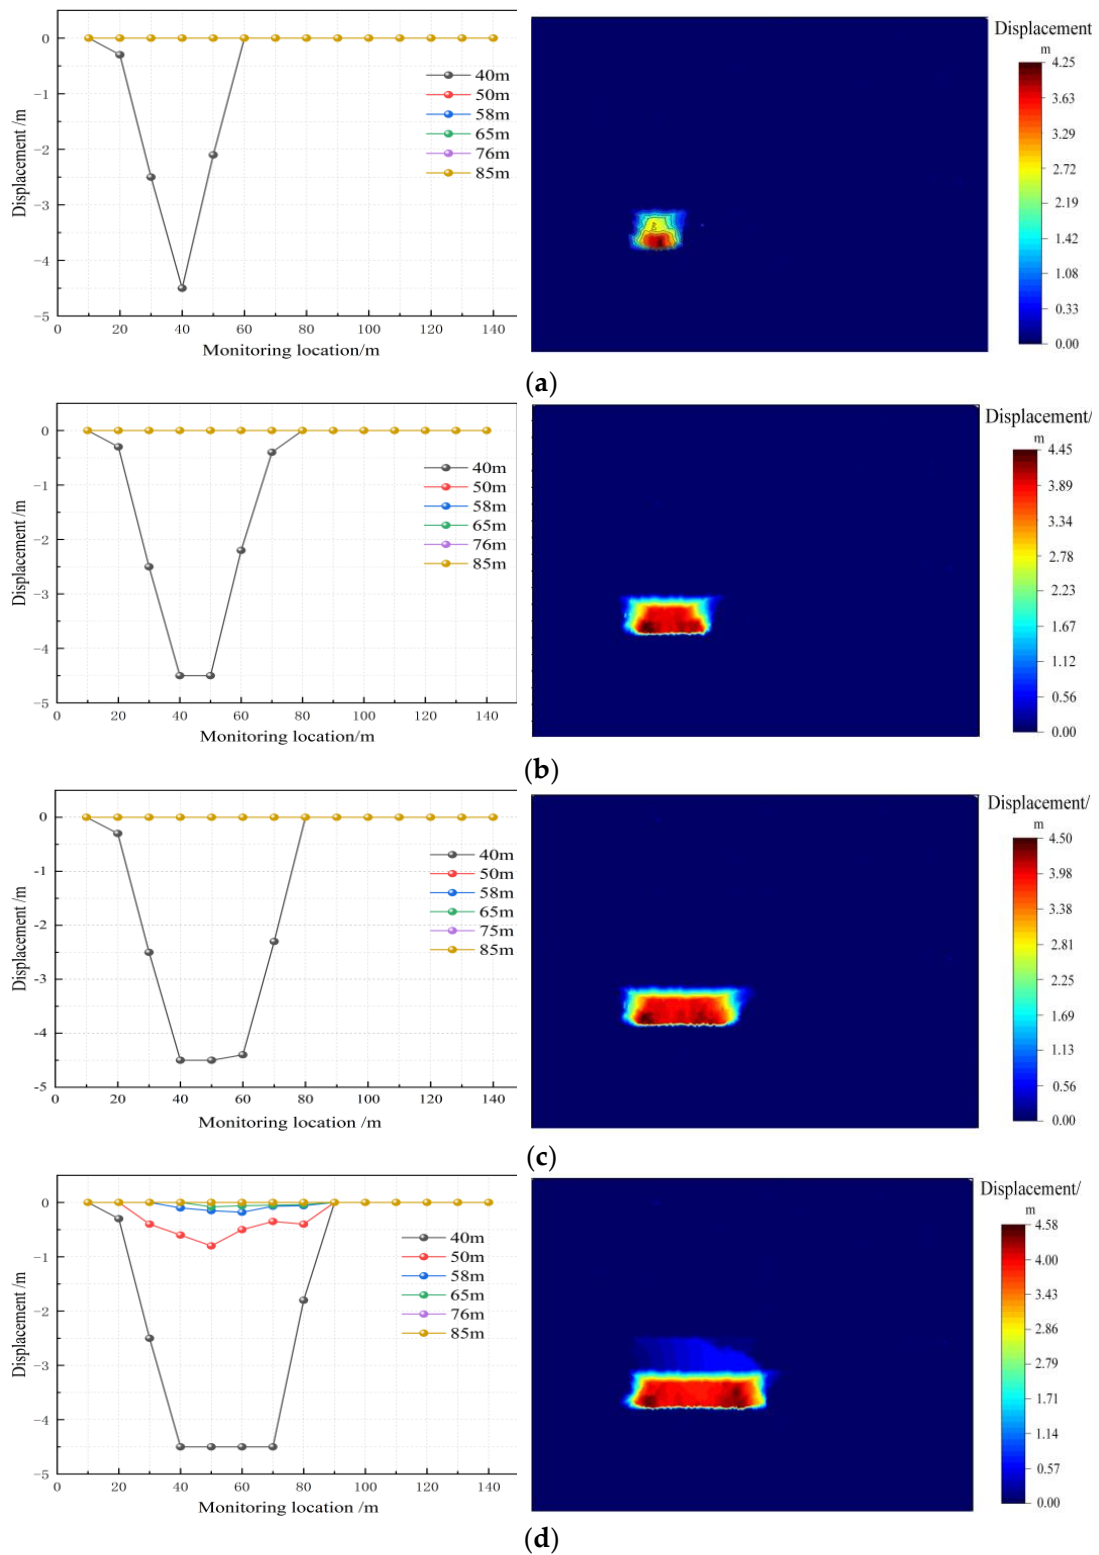 0
−1
−2
−3
−4
−5
Displacement /m
0 20 40 60 80 100 120 140
Monitoring location/m
40m
50m
58m
65m
76m
85m
Displacement
m
4.25
3.63
3.29
2.72
2.18
1.42
1.08
0.33
0.00
(a)
0
−1
−2
−3
−4
−5
Displacement /m
0 20 40 60 80 100 120 140
Monitoring location/m
40m
50m
58m
65m
76m
85m
Displacement/
m
4.45
3.89
3.34
2.78
2.23
1.67
1.12
0.56
0.00
(b)
0
-1
-2
-3
-4
-5
Displacement /m
0 20 40 60 80 100 120 140
Monitoring location /m
40m
50m
58m
65m
75m
85m
Displacement/
m
4.50
3.94
3.38
2.81
2.25
1.69
1.13
0.56
0.00
(c)
0
−1
−2
−3
−4
−5
Displacement /m
0 20 40 60 80 100 120 140
Monitoring location /m
40m
50m
58m
65m
76m
85m
Displacement/
m
4.58
4.00
3.43
2.86
2.79
1.71
1.14
0.57
0.00
(d)